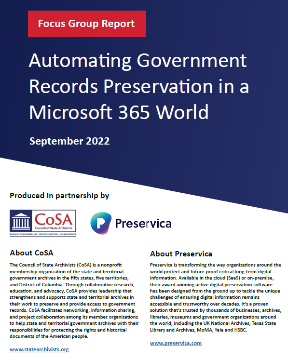 Focus Group Report
Automating Government
Records Preservation in a
Microsoft 365 World
September 2022
Produced in partnership by
CoSA
Council of State Archivists
Preservica
About CoSA
The Council of State Archivists (CoSA) is a nonprofit
membership organization of the state and territorial
government archives in the fifty states, five territories,
and District of Columbia. Through collaborative research,
education, and advocacy, CoSA provides leadership that
strengthens and supports state and territorial archives in
their work to preserve and provide access to government
records. CoSA facilitates networking, information sharing,
and project collaboration among its member organizations
to help state and territorial government archives with their
responsibilities for protecting the rights and historical
documents of the American people.
www.statearchivists.org
About Preservica
Preservica is transforming the way organizations around the
world protect and future-proof critical long-term digital
information. Available in the cloud (SaaS) or on-premise,
our award-winning active digital preservation software
has been designed from the ground up to tackle the unique
challenges of ensuring digital information remains
accessible and trustworthy over decades. It's a proven
solution that's trusted by thousands of businesses, archives,
libraries, museums and government organizations around
the world, including the UK National Archives, Texas State
Library and Archives, MoMA, Yale and HSBC.
www.preservica.com